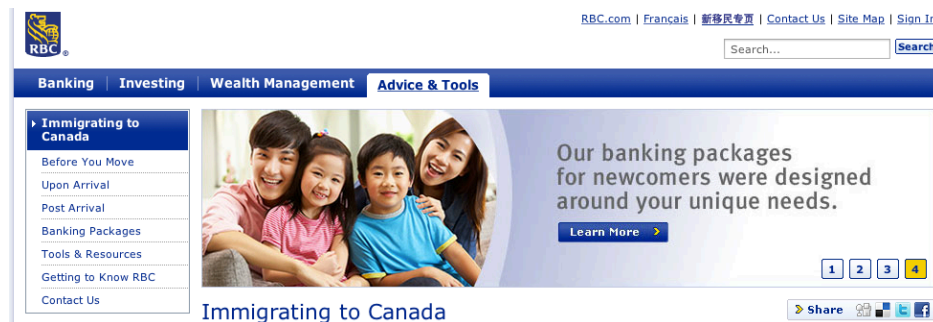 RBC.com | Français | 新移民专页 | Contact Us | Site Map | Sign In
RBC ®
Search... Search
Banking | Investing | Wealth Management Advice & Tools
Immigrating to
Canada
Before You Move
Upon Arrival
Post Arrival
Banking Packages
Tools & Resources
Getting to Know RBC
Contact Us
Our banking packages
for newcomers were designed
around your unique needs.
Learn More
1 2 3 4
Immigrating to Canada
Share